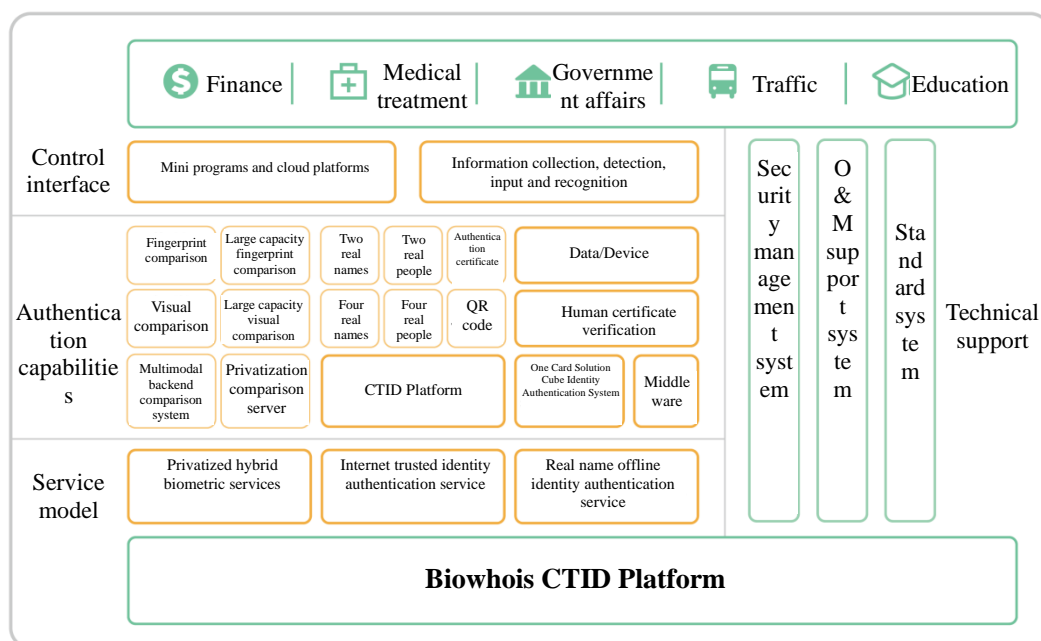 Finance
Medical
treatment
Governme
nt affairs
Traffic
Education
Control
interface
Mini programs and cloud platforms
Information collection, detection,
input and recognition
Authentica
tion
capabilitie
s
Fingerprint
comparison
Large capacity
fingerprint
comparison
Two
real
names
Two
real
people
Authentica
tion
certificate
Data/Device
Visual
comparison
Large capacity
visual
comparison
Four
real
names
Four
real
people
QR
code
Human certificate
verification
Multimodal
backend
comparison
system
Privatization
comparison
server
CTID Platform
One Card Solution
Cube Identity
Authentication System
Middle
ware
Service
model
Privatized hybrid
biometric services
Internet trusted identity
authentication service
Real name offline
identity authentication
service
Sec
urit
y
man
age
men
t
syst
em
O
&
M
sup
por
t
sys
tem
Sta
nd
ard
sys
te
m
Technical
support
Biowhois CTID Platform